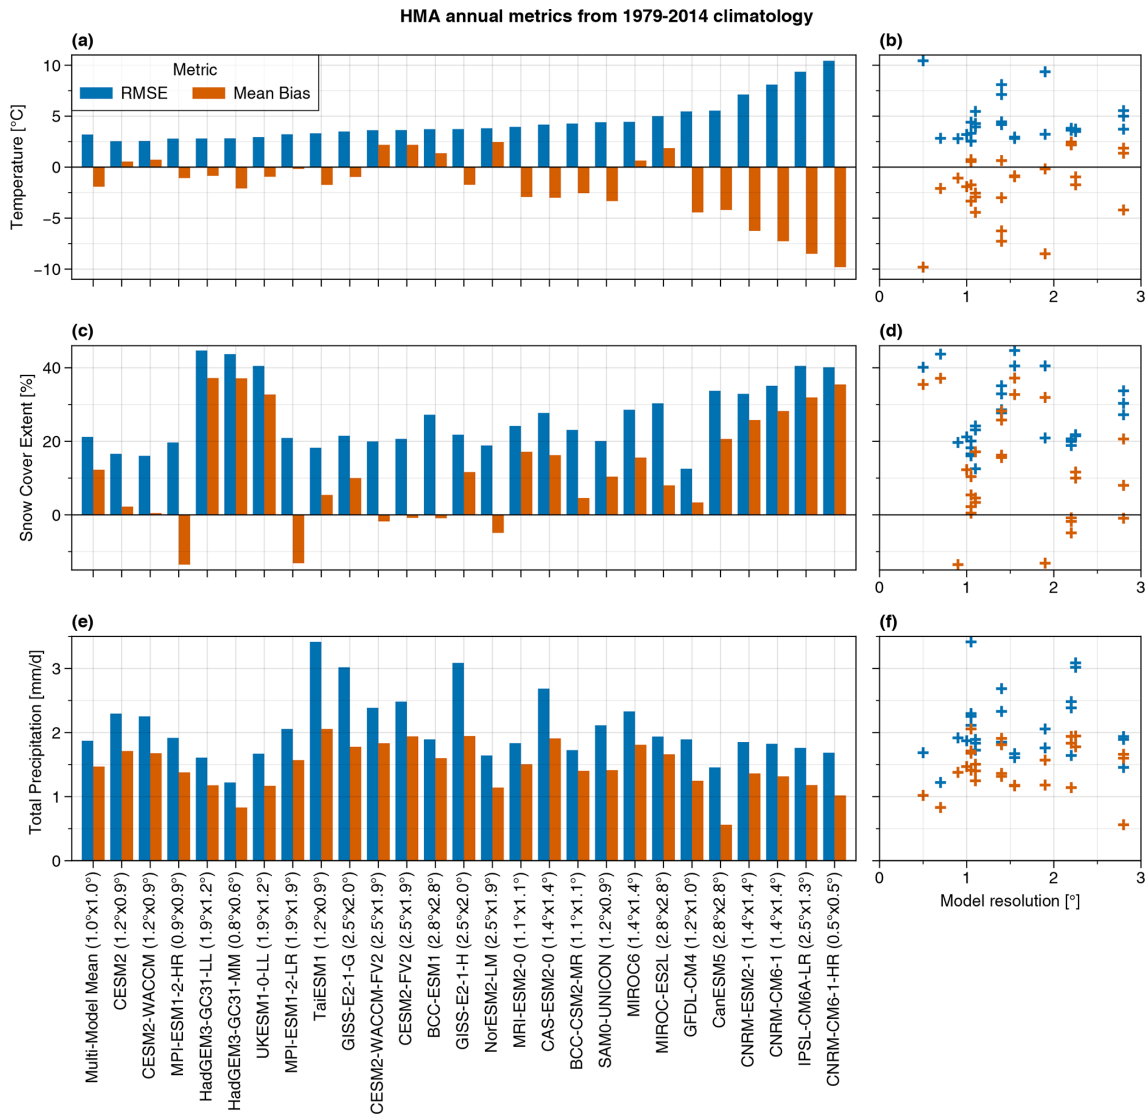 HMA annual metrics from 1979-2014 climatology
(a)
(b)
Metric
RMSE
Mean Bias
Temperature [°C]
10
5
0
−5
−10
0
1
2
3
(c)
(d)
Snow Cover Extent [%]
40
20
0
0
1
2
3
(e)
(f)
Total Precipitation [mm/d]
3
2
1
0
0
1
2
3
Model resolution [°]
Multi-Model Mean (1.0°x1.0°)
CESM2 (1.2°x0.9°)
CESM2-WACCM (1.2°x0.9°)
MPI-ESM1-2-HR (0.9°x0.9°)
HadGEM3-GC31-LL (1.9°x1.2°)
HadGEM3-GC31-MM (0.8°x0.6°)
UKESM1-0-LL (1.9°x1.2°)
MPI-ESM1-2-LR (1.9°x1.9°)
TaiESM1 (1.2°x0.9°)
GISS-E2-1-G (2.5°x2.0°)
CESM2-WACCM-FV2 (2.5°x1.9°)
CESM2-FV2 (2.5°x1.9°)
BCC-ESM1 (2.8°x2.8°)
GISS-E2-1-H (2.5°x2.0°)
NorESM2-LM (2.5°x1.9°)
MRI-ESM2-0 (1.1°x1.1°)
CAS-ESM2-0 (1.4°x1.4°)
BCC-CSM2-MR (1.1°x1.1°)
SAM0-UNICON (1.2°x0.9°)
MIROC6 (1.4°x1.4°)
MIROC-ES2L (2.8°x2.8°)
GFDL-CM4 (1.2°x1.0°)
CanESM5 (2.8°x2.8°)
CNRM-ESM2-1 (1.4°x1.4°)
CNRM-CM6-1 (1.4°x1.4°)
IPSL-CM6A-LR (2.5°x1.3°)
CNRM-CM6-1-HR (0.5°x0.5°)